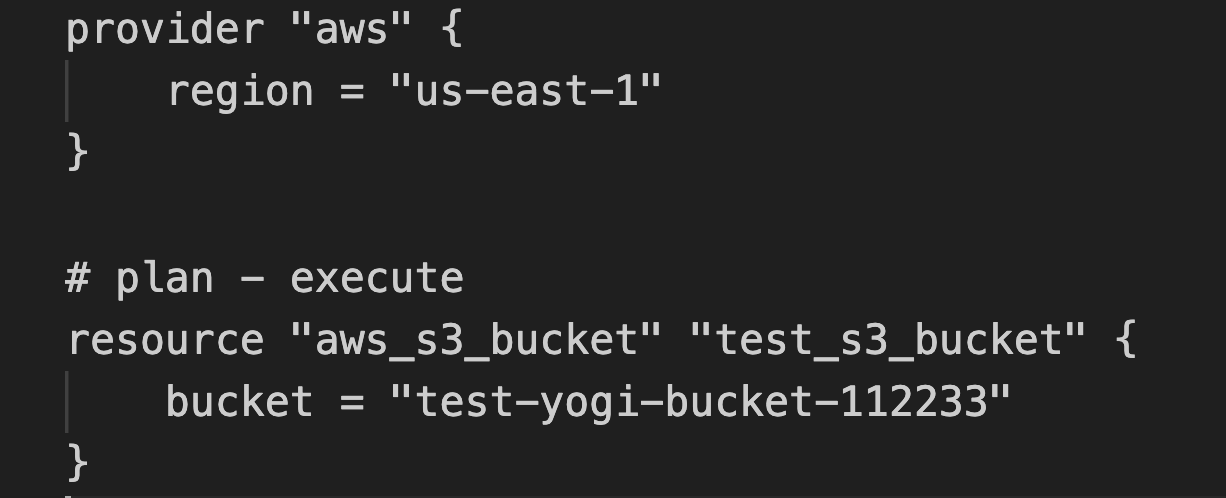 provider "aws" {
    region = "us-east-1"
}

# plan - execute
resource "aws_s3_bucket" "test_s3_bucket" {
    bucket = "test-yogi-bucket-112233"
}